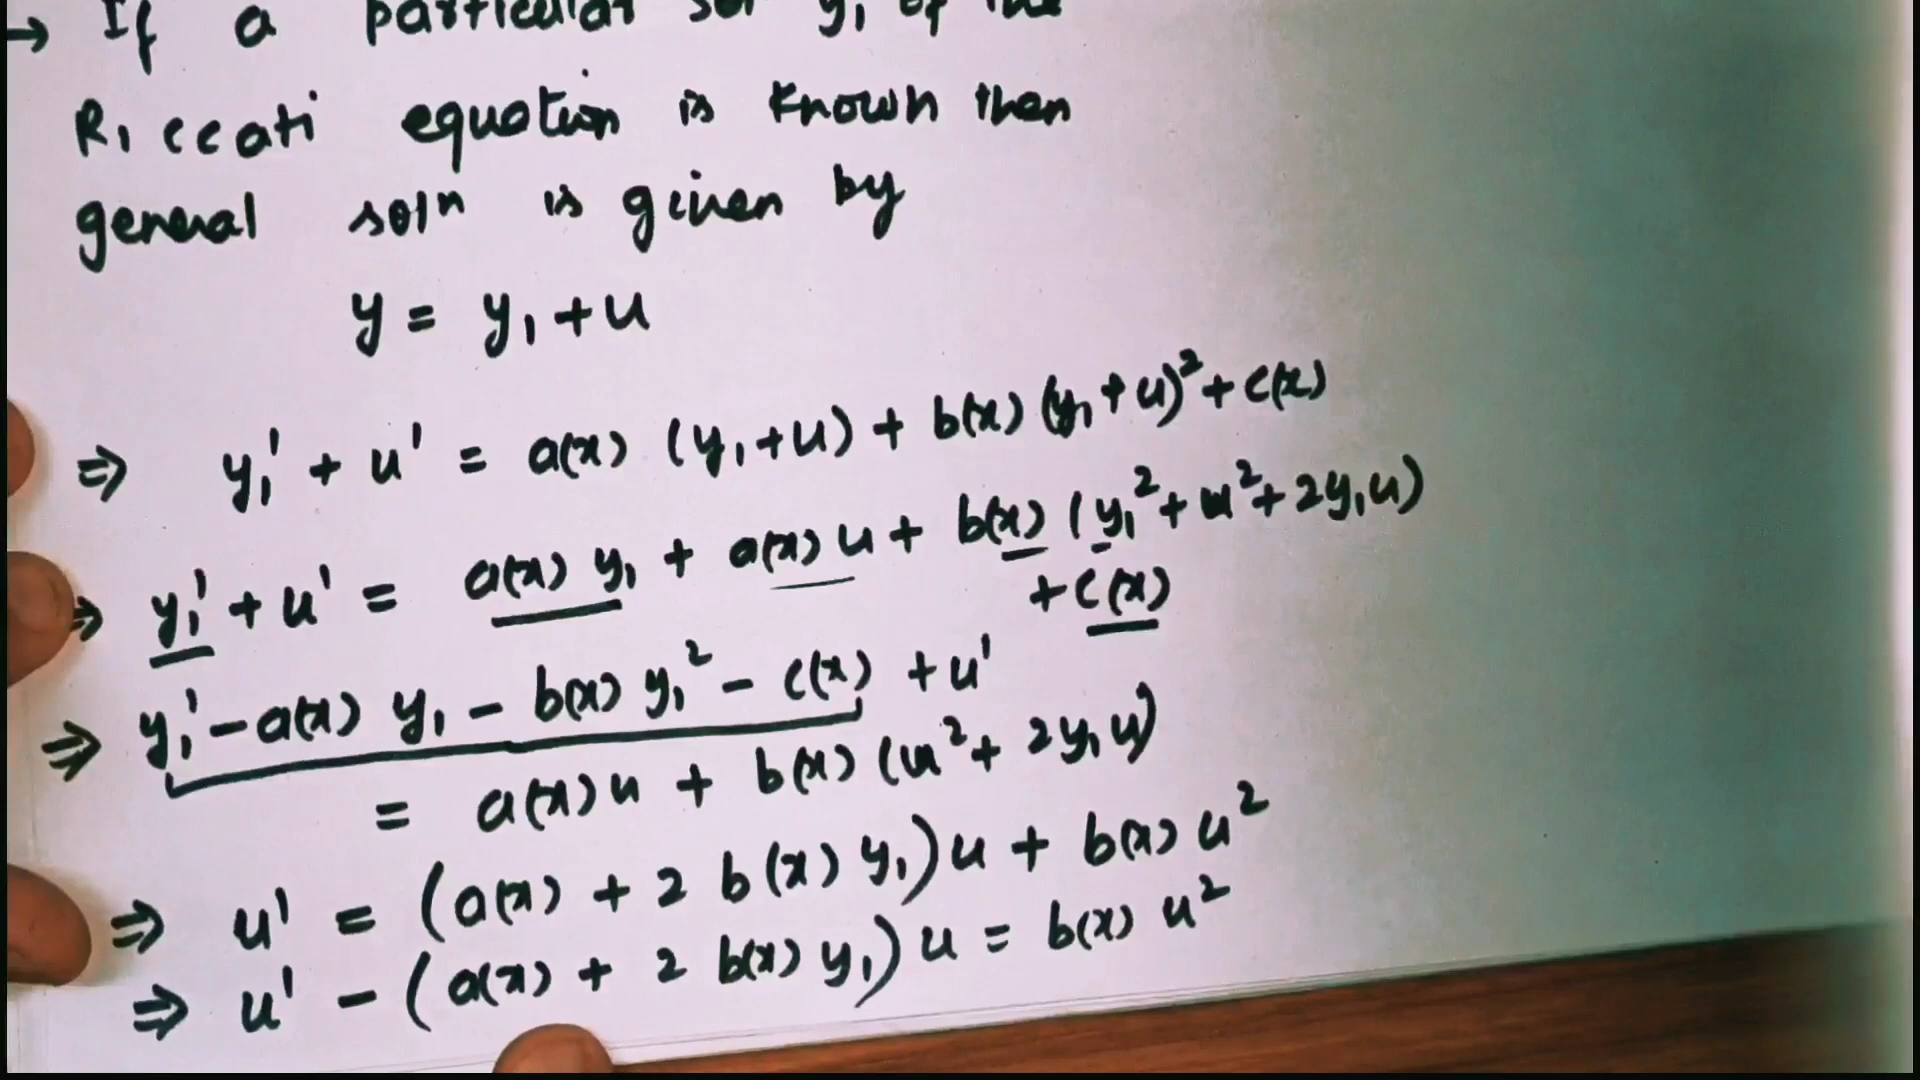 → If a particular sol y₁ of the
Riccati equation is known then
general solⁿ is given by
y = y₁ + u
⇒ y₁' + u' = a(x) (y₁+u) + b(x) (y₁+u)² + c(x)
⇒ y₁' + u' = a(x) y₁ + a(x) u + b(x) (y₁² + u² + 2y₁u)
+ c(x)
⇒ y₁' - a(x) y₁ - b(x) y₁² - c(x) + u'
= a(x)u + b(x) (u² + 2y₁u)
⇒ u' = (a(x) + 2 b(x) y₁)u + b(x) u²
⇒ u' - (a(x) + 2 b(x) y₁) u = b(x) u²